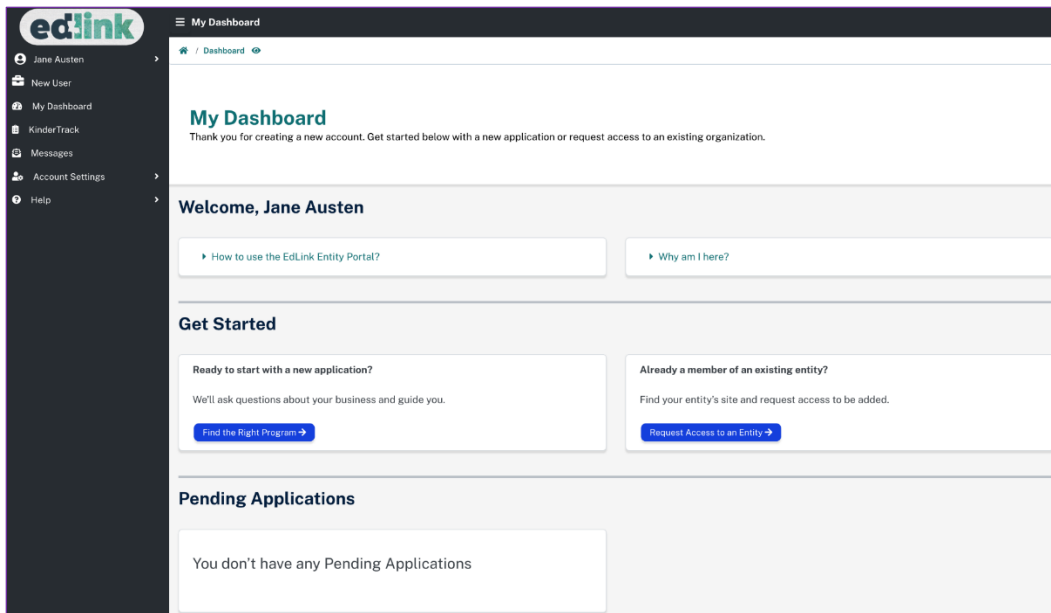 edlink
My Dashboard
Jane Austen
New User
My Dashboard
KinderTrack
Messages
Account Settings
Help
/ Dashboard
My Dashboard
Thank you for creating a new account. Get started below with a new application or request access to an existing organization.
Welcome, Jane Austen
How to use the EdLink Entity Portal?
Why am I here?
Get Started
Ready to start with a new application?
We'll ask questions about your business and guide you.
Find the Right Program
Already a member of an existing entity?
Find your entity's site and request access to be added.
Request Access to an Entity
Pending Applications
You don't have any Pending Applications